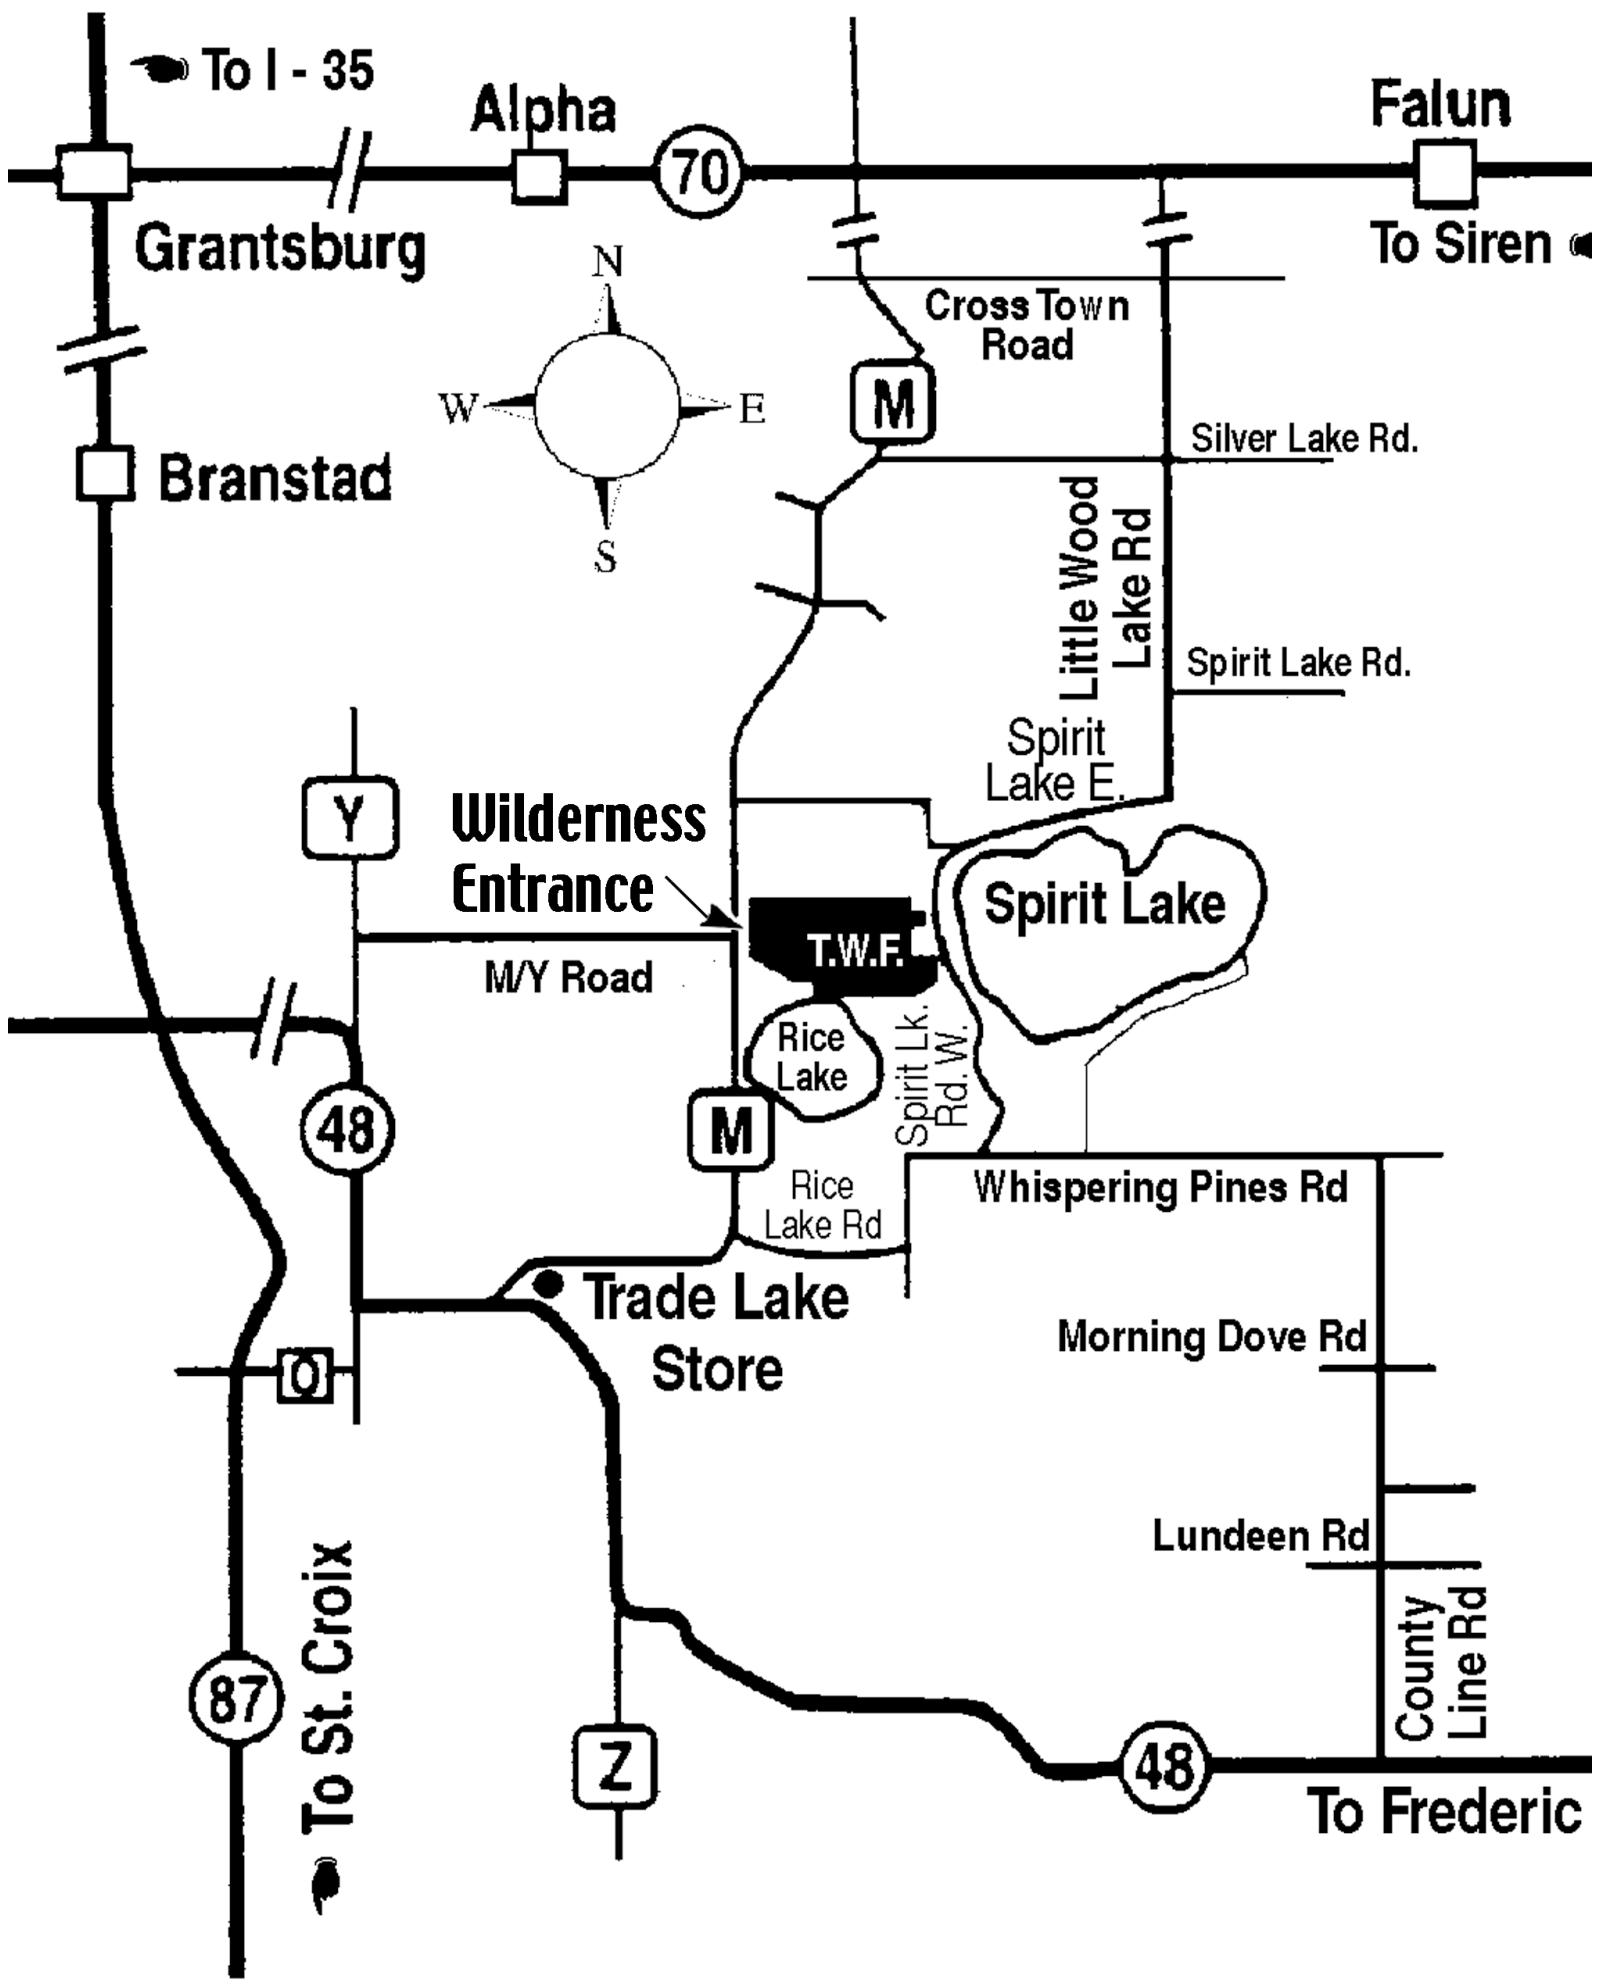 To I - 35
Alpha
Falun
70
Grantsburg
To Siren
N
W
E
S
Cross Town
Road
M
Silver Lake Rd.
Branstad
Little Wood
Lake Rd
Spirit Lake Rd.
Spirit
Lake E.
Y
Wilderness
Entrance
Spirit Lake
T.W.F.
M/Y Road
Rice
Lake
Spirit Lk.
Rd. W.
48
M
Rice
Lake Rd
Whispering Pines Rd
Trade Lake
Store
Morning Dove Rd
O
Lundeen Rd
To St. Croix
County
Line Rd
87
Z
48
To Frederic